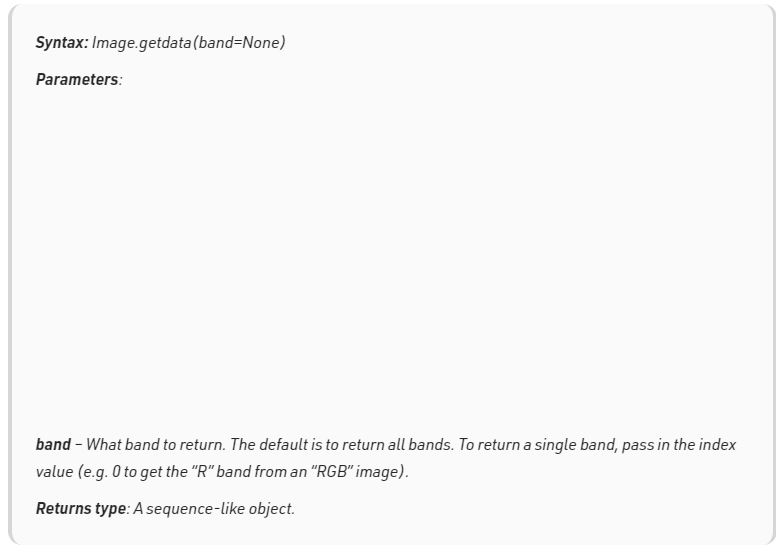 Syntax: Image.getdata(band=None)
Parameters:
band – What band to return. The default is to return all bands. To return a single band, pass in the index
value (e.g. 0 to get the “R” band from an “RGB” image).
Returns type: A sequence-like object.